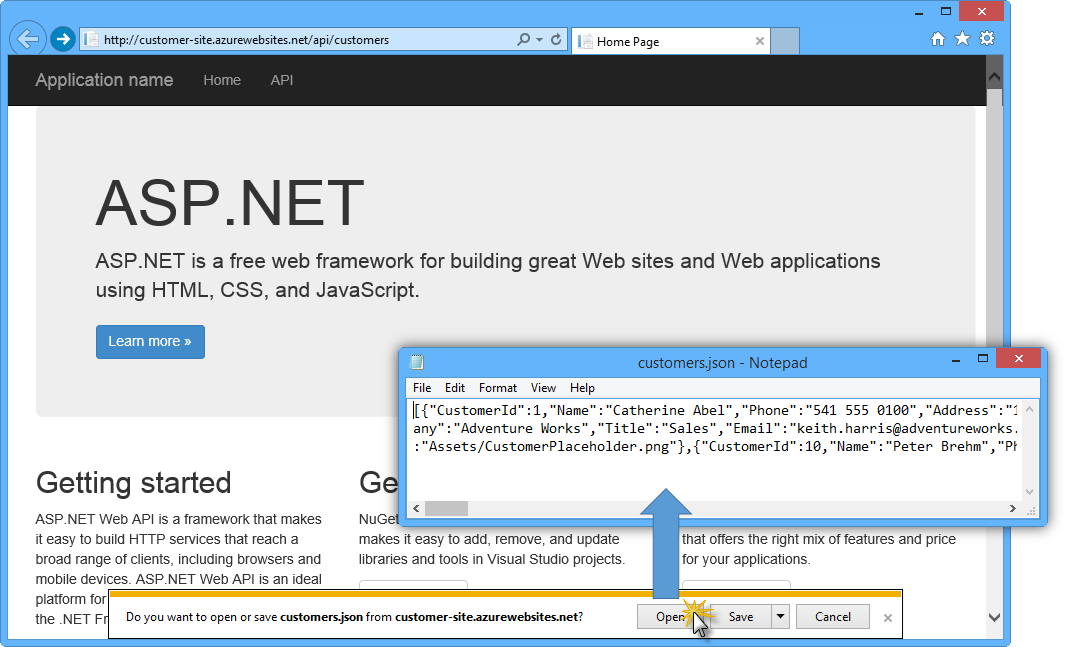 http://customer-site.azurewebsites.net/api/customers
Home Page
Application name
Home
API
ASP.NET
ASP.NET is a free web framework for building great Web sites and Web applications
using HTML, CSS, and JavaScript.
Learn more »
customers.json - Notepad
File Edit Format View Help
[{"CustomerId":1,"Name":"Catherine Abel","Phone":"541 555 0100","Address":"1
any":"Adventure Works","Title":"Sales","Email":"keith.harris@adventureworks.
:"Assets/CustomerPlaceholder.png"},{"CustomerId":10,"Name":"Peter Brehm","Ph
Getting started
ASP.NET Web API is a framework that makes
it easy to build HTTP services that reach a
broad range of clients, including browsers and
mobile devices. ASP.NET Web API is an ideal
platform for
the .NET Fr
Ge
NuGet
makes it easy to add, remove, and update
libraries and tools in Visual Studio projects.
that offers the right mix of features and price
for your applications.
Do you want to open or save customers.json from customer-site.azurewebsites.net?
Open
Save
Cancel